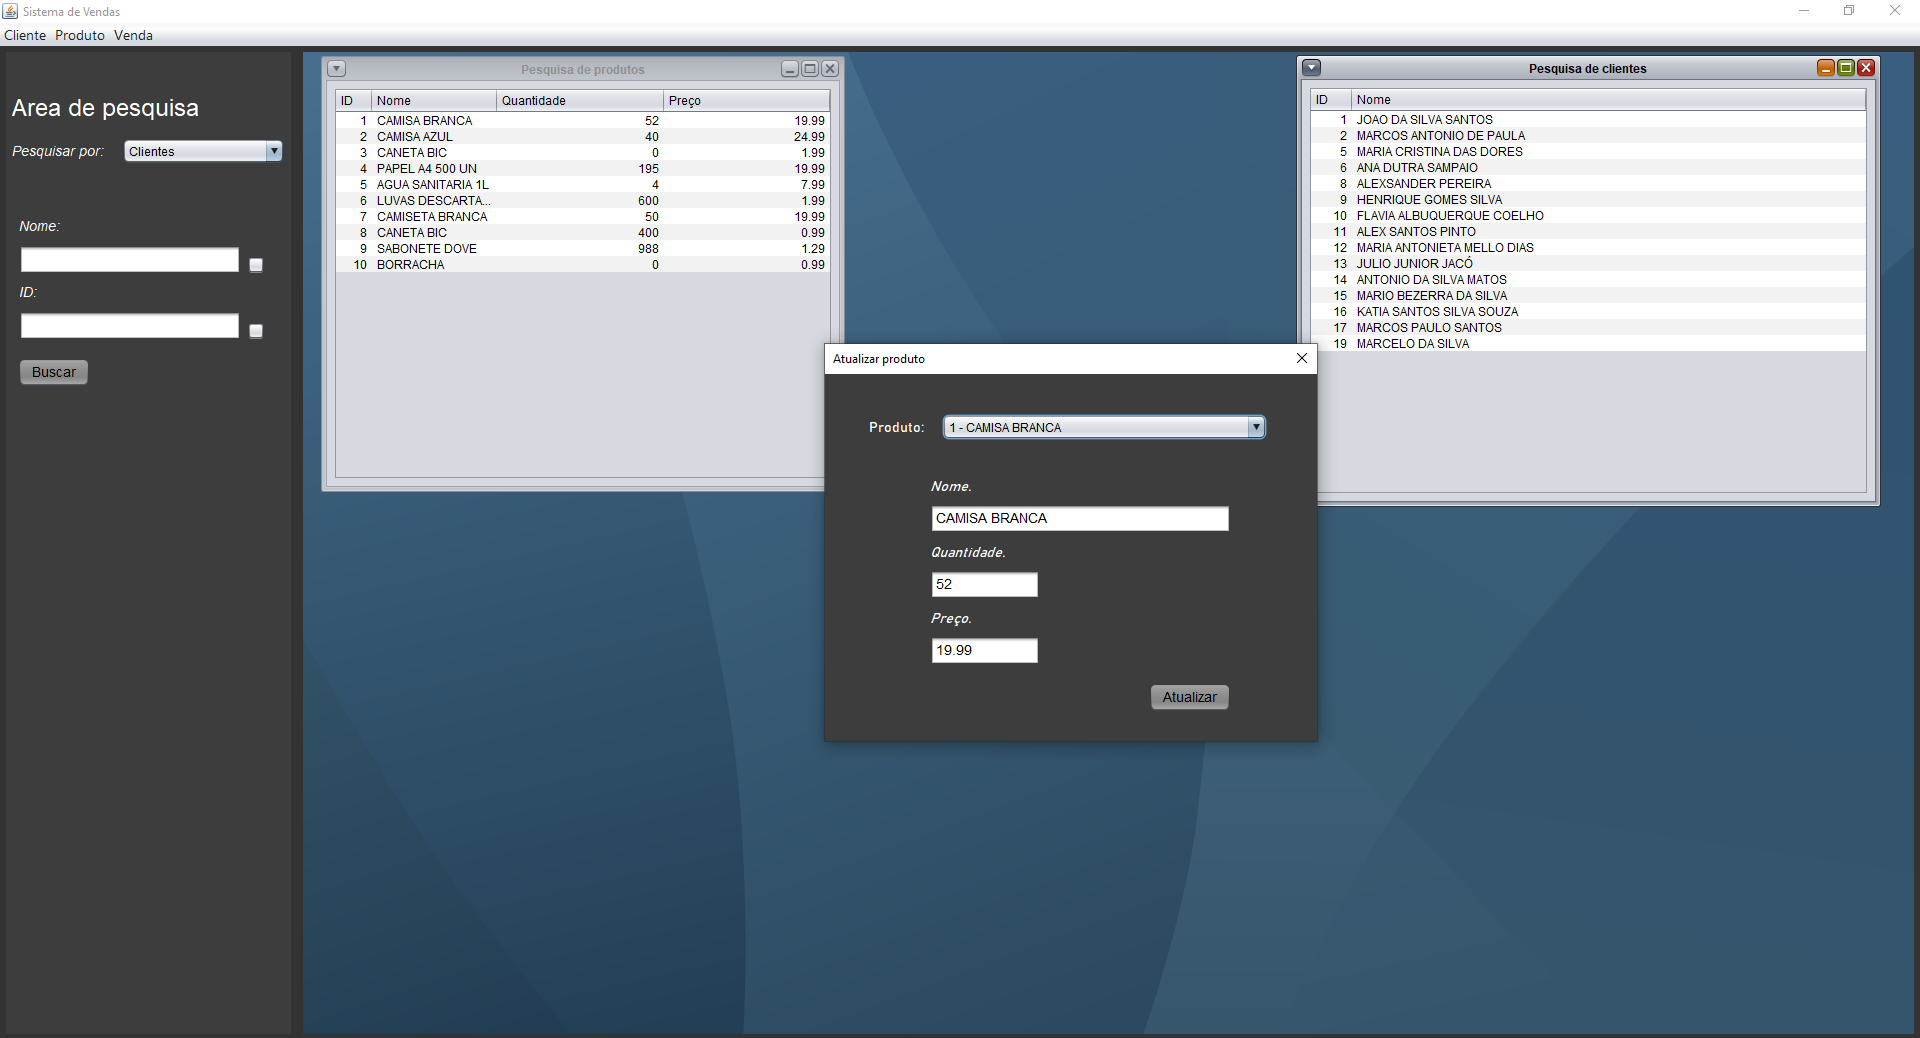 Sistema de Vendas
Cliente Produto Venda
Area de pesquisa
Pesquisar por: Clientes
Nome:
ID:
Buscar
Pesquisa de produtos
ID Nome Quantidade Preço
1 CAMISA BRANCA 52 19.99
2 CAMISA AZUL 40 24.99
3 CANETA BIC 0 1.99
4 PAPEL A4 500 UN 195 19.99
5 AGUA SANITARIA 1L 4 7.99
6 LUVAS DESCARTA... 600 1.99
7 CAMISETA BRANCA 50 19.99
8 CANETA BIC 400 0.99
9 SABONETE DOVE 988 1.29
10 BORRACHA 0 0.99
Pesquisa de clientes
ID Nome
1 JOAO DA SILVA SANTOS
2 MARCOS ANTONIO DE PAULA
5 MARIA CRISTINA DAS DORES
6 ANA DUTRA SAMPAIO
8 ALEXSANDER PEREIRA
9 HENRIQUE GOMES SILVA
10 FLAVIA ALBUQUERQUE COELHO
11 ALEX SANTOS PINTO
12 MARIA ANTONIETA MELLO DIAS
13 JULIO JUNIOR JACÓ
14 ANTONIO DA SILVA MATOS
15 MARIO BEZERRA DA SILVA
16 KATIA SANTOS SILVA SOUZA
17 MARCOS PAULO SANTOS
19 MARCELO DA SILVA
Atualizar produto
Produto: 1 - CAMISA BRANCA
Nome.
CAMISA BRANCA
Quantidade.
52
Preço.
19.99
Atualizar